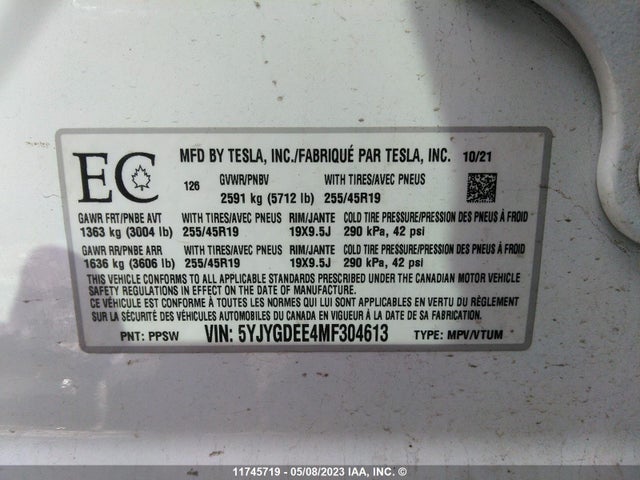 EC
MFD BY TESLA, INC./FABRIQUÉ PAR TESLA, INC. 10/21
126 GVWR/PNBV WITH TIRES/AVEC PNEUS
2591 kg (5712 lb) 255/45R19
GAWR FRT/PNBE AVT WITH TIRES/AVEC PNEUS RIM/JANTE COLD TIRE PRESSURE/PRESSION DES PNEUS À FROID
1363 kg (3004 lb) 255/45R19 19X9.5J 290 kPa, 42 psi
GAWR RR/PNBE ARR WITH TIRES/AVEC PNEUS RIM/JANTE COLD TIRE PRESSURE/PRESSION DES PNEUS À FROID
1636 kg (3606 lb) 255/45R19 19X9.5J 290 kPa, 42 psi
THIS VEHICLE CONFORMS TO ALL APPLICABLE STANDARDS PRESCRIBED UNDER THE CANADIAN MOTOR VEHICLE
SAFETY REGULATIONS IN EFFECT ON THE DATE OF MANUFACTURE.
CE VÉHICULE EST CONFORME À TOUTES LES NORMES QUI LUI SONT APPLICABLES EN VERTU DU RÈGLEMENT
SUR LA SÉCURITÉ DES VÉHICULES AUTOMOBILES DU CANADA EN VIGUEUR À LA DATE DE SA FABRICATION.
PNT: PPSW VIN: 5YJYGDEE4MF304613 TYPE: MPV/VTUM
11745719 - 05/08/2023 IAA, INC. ©